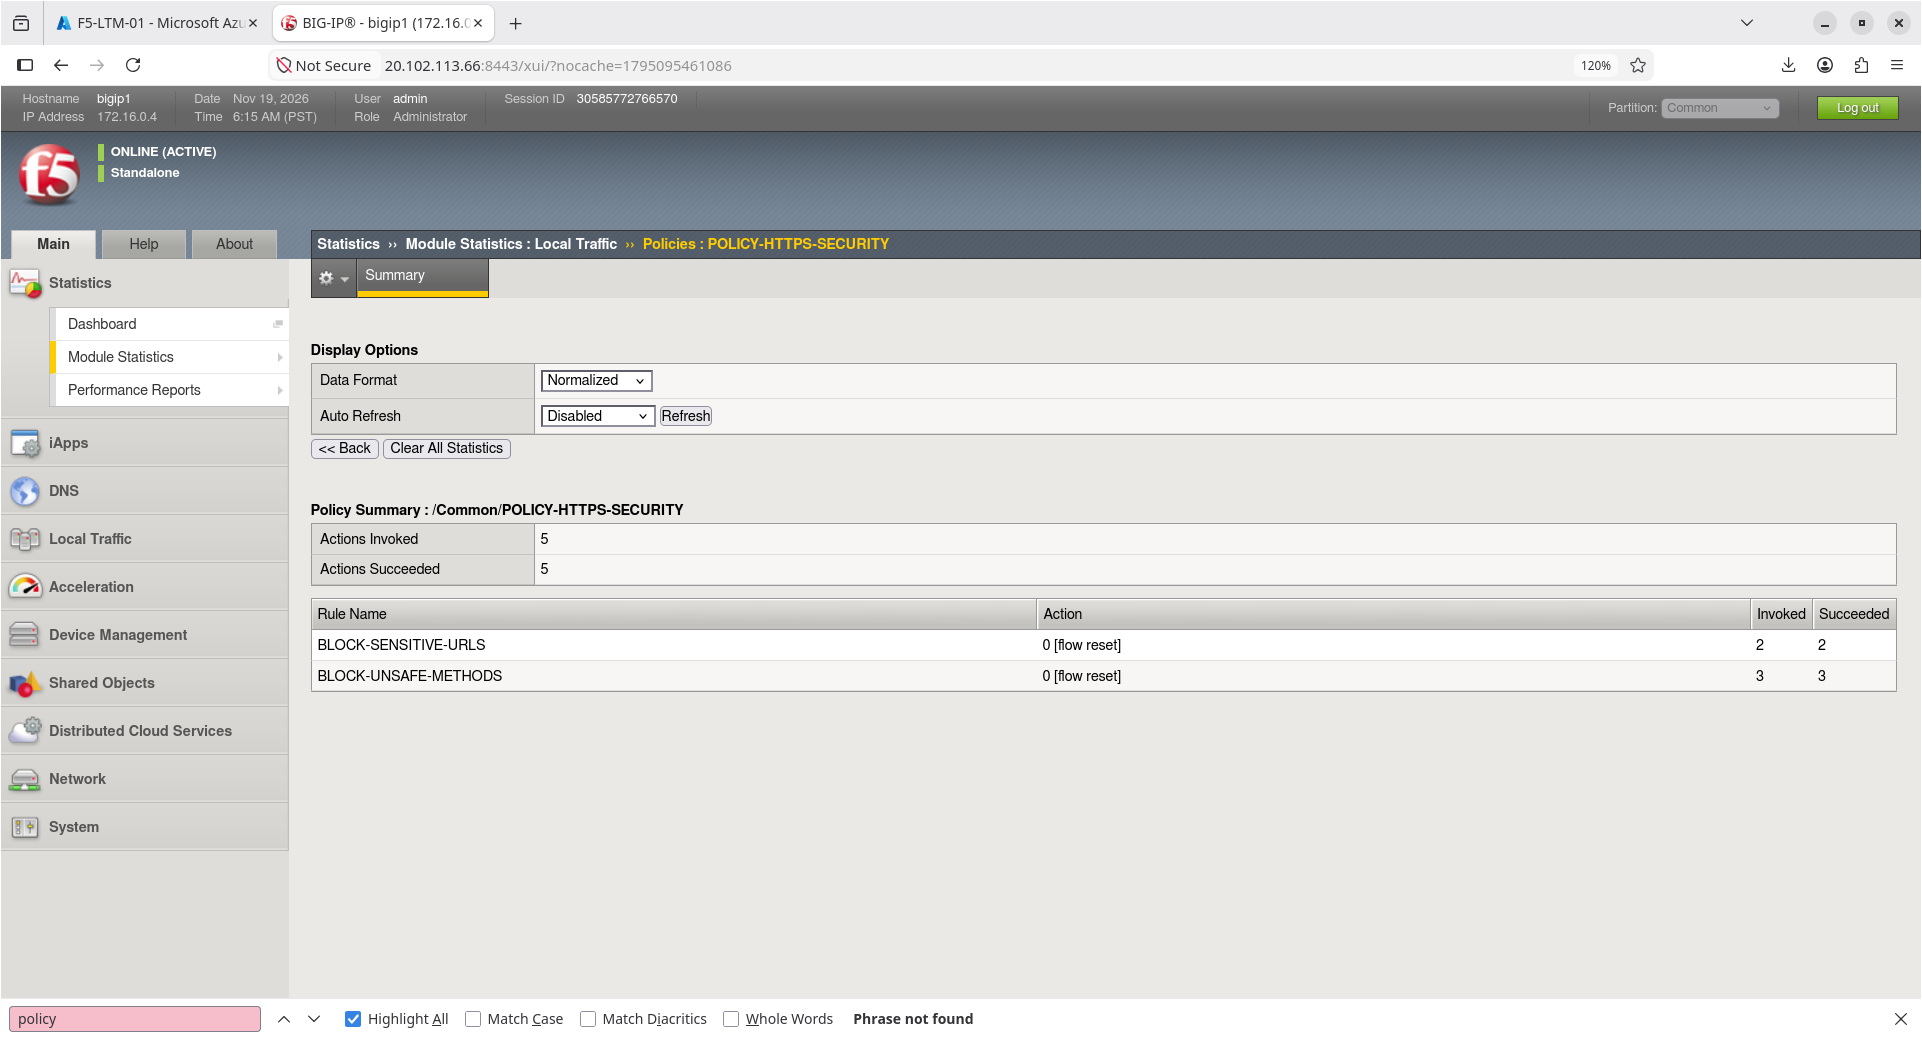 F5-LTM-01 - Microsoft Azu
BIG-IP® - bigip1 (172.16.0
Not Secure 20.102.113.66:8443/xui/?nocache=1795095461086 120%
Hostname bigip1 Date Nov 19, 2026 User admin Session ID 30585772766570
IP Address 172.16.0.4 Time 6:15 AM (PST) Role Administrator
Partition: Common Log out
f5
ONLINE (ACTIVE)
Standalone
Main Help About
Statistics ›› Module Statistics : Local Traffic ›› Policies : POLICY-HTTPS-SECURITY
Summary
Statistics
Dashboard
Module Statistics
Performance Reports
iApps
DNS
Local Traffic
Acceleration
Device Management
Shared Objects
Distributed Cloud Services
Network
System
Display Options
Data Format Normalized
Auto Refresh Disabled Refresh
<< Back Clear All Statistics
Policy Summary : /Common/POLICY-HTTPS-SECURITY
Actions Invoked 5
Actions Succeeded 5
Rule Name Action Invoked Succeeded
BLOCK-SENSITIVE-URLS 0 [flow reset] 2 2
BLOCK-UNSAFE-METHODS 0 [flow reset] 3 3
policy Highlight All Match Case Match Diacritics Whole Words Phrase not found